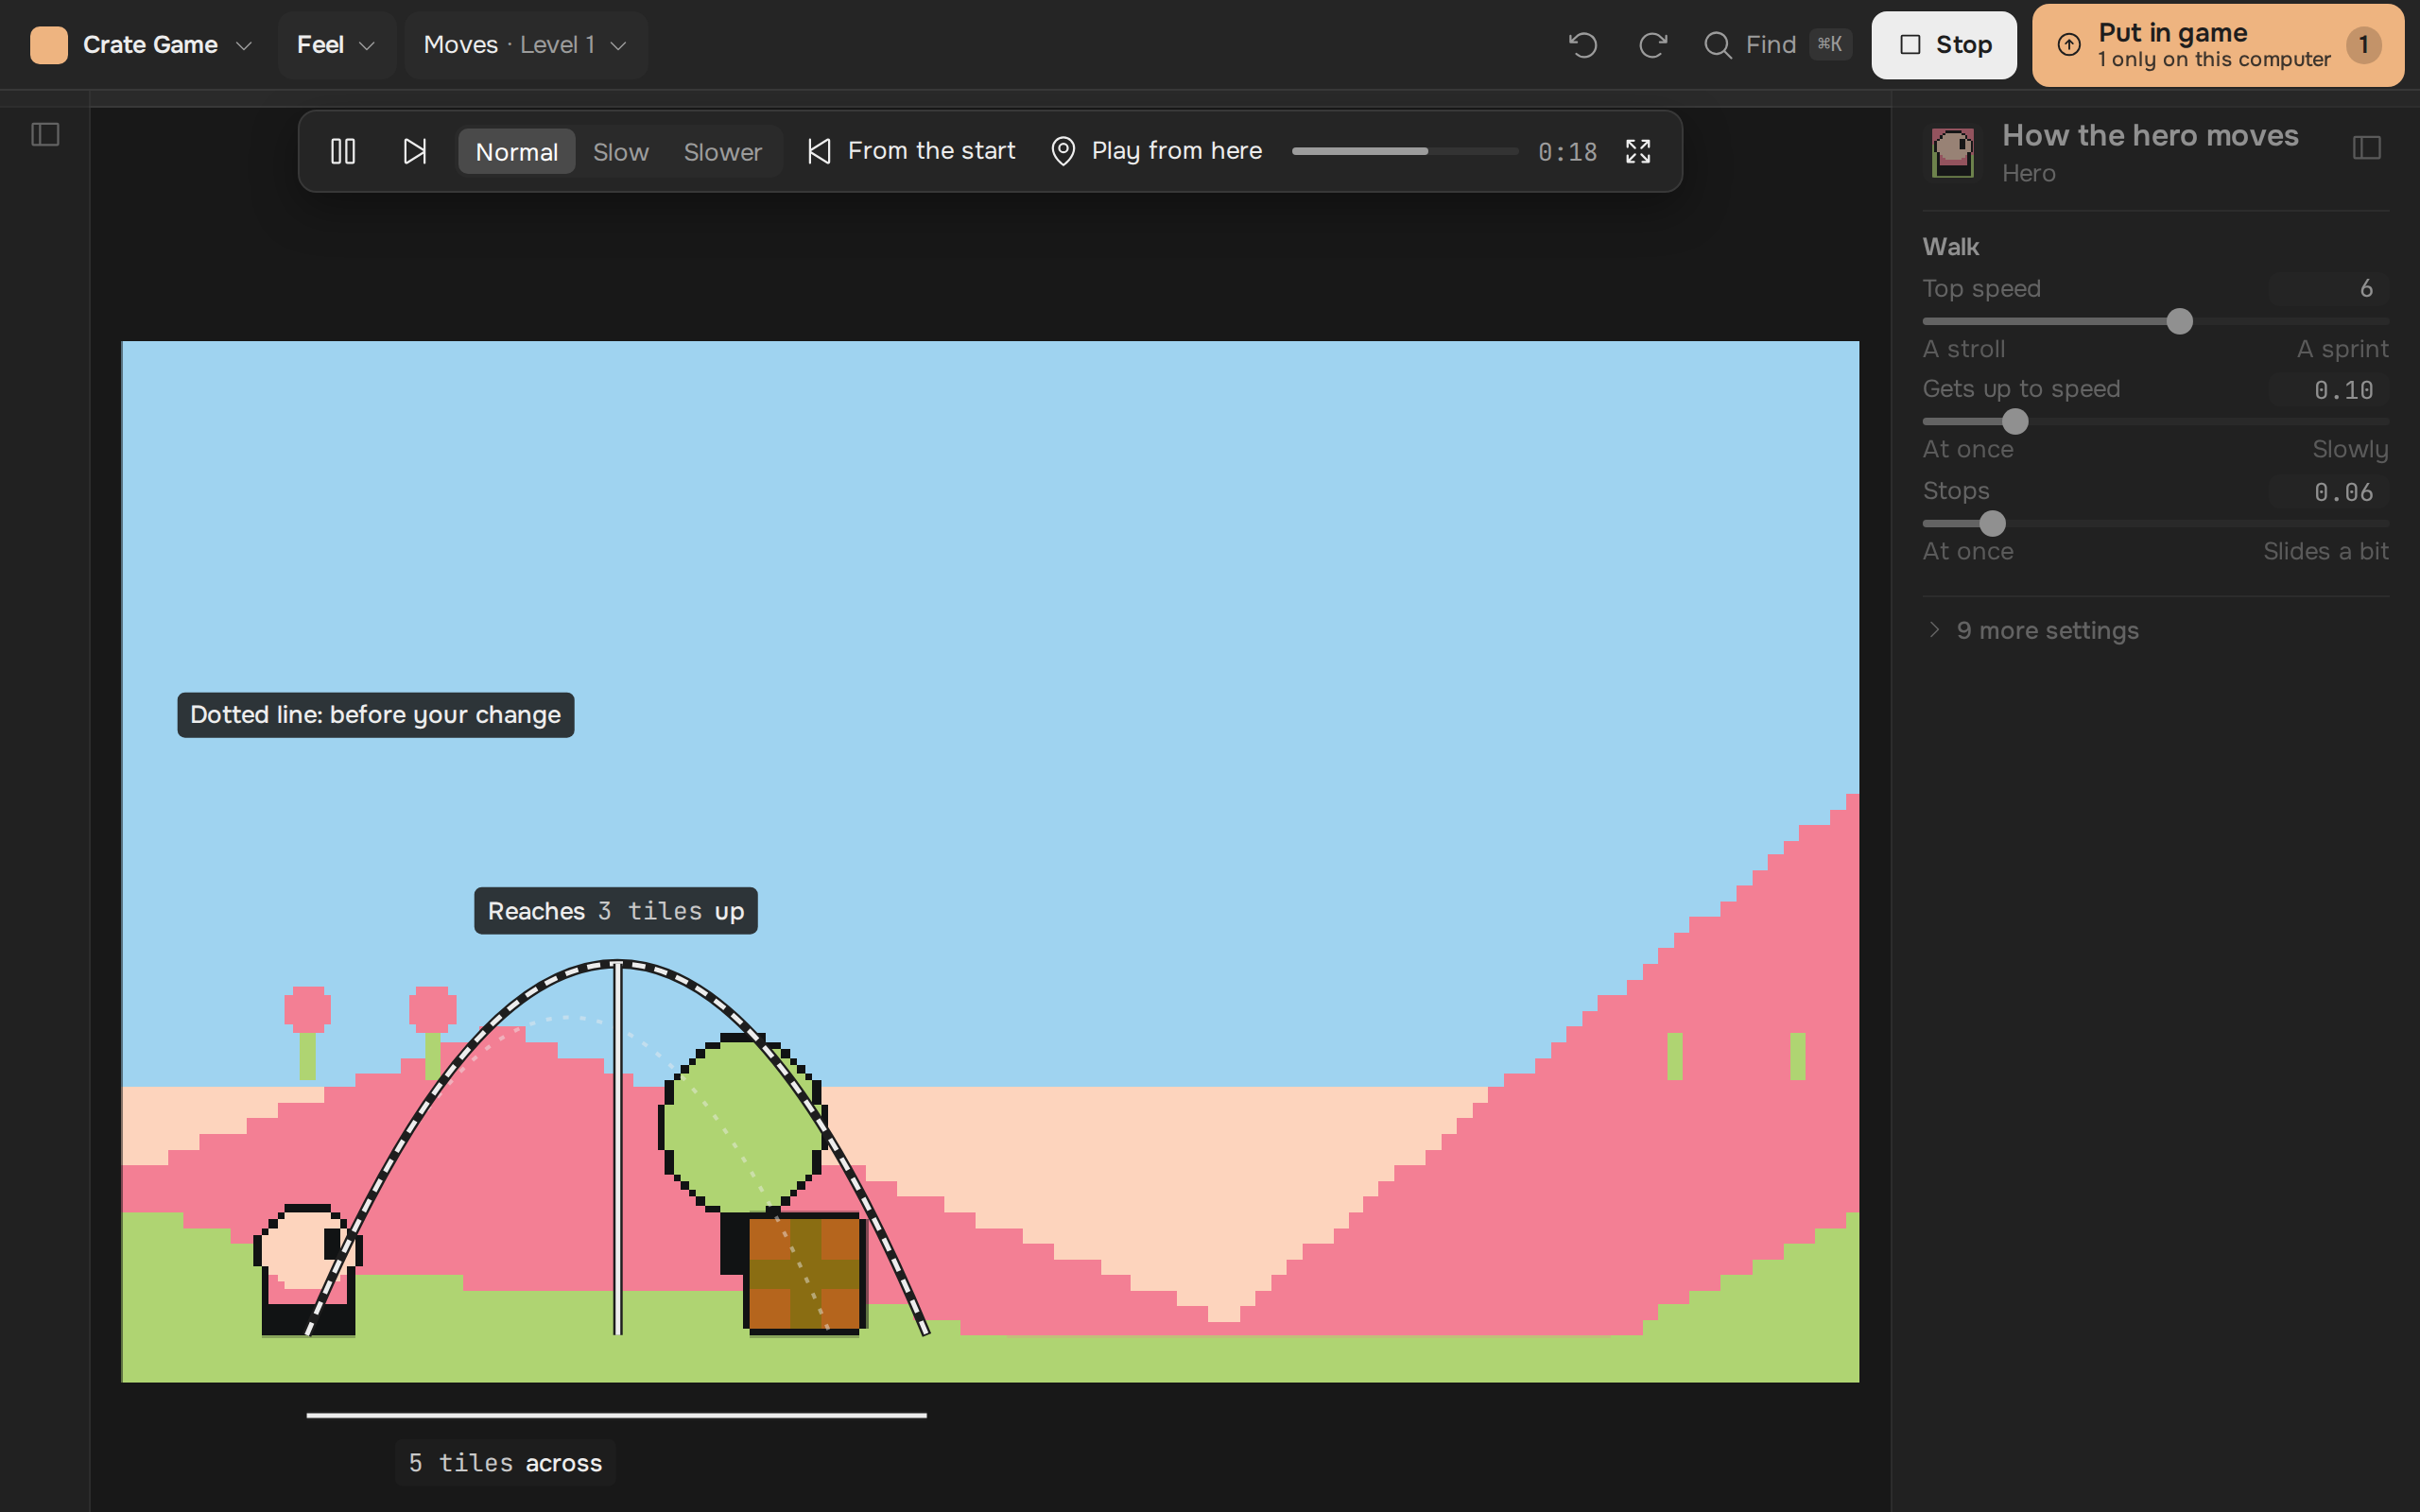 Crate Game
Feel
Moves · Level 1
Find ⌘K
Stop
Put in game
1 only on this computer
1
Normal
Slow
Slower
From the start
Play from here
0:18
How the hero moves
Hero
Walk
Top speed 6
A stroll A sprint
Gets up to speed 0.10
At once Slowly
Stops 0.06
At once Slides a bit
9 more settings
Dotted line: before your change
Reaches 3 tiles up
5 tiles across